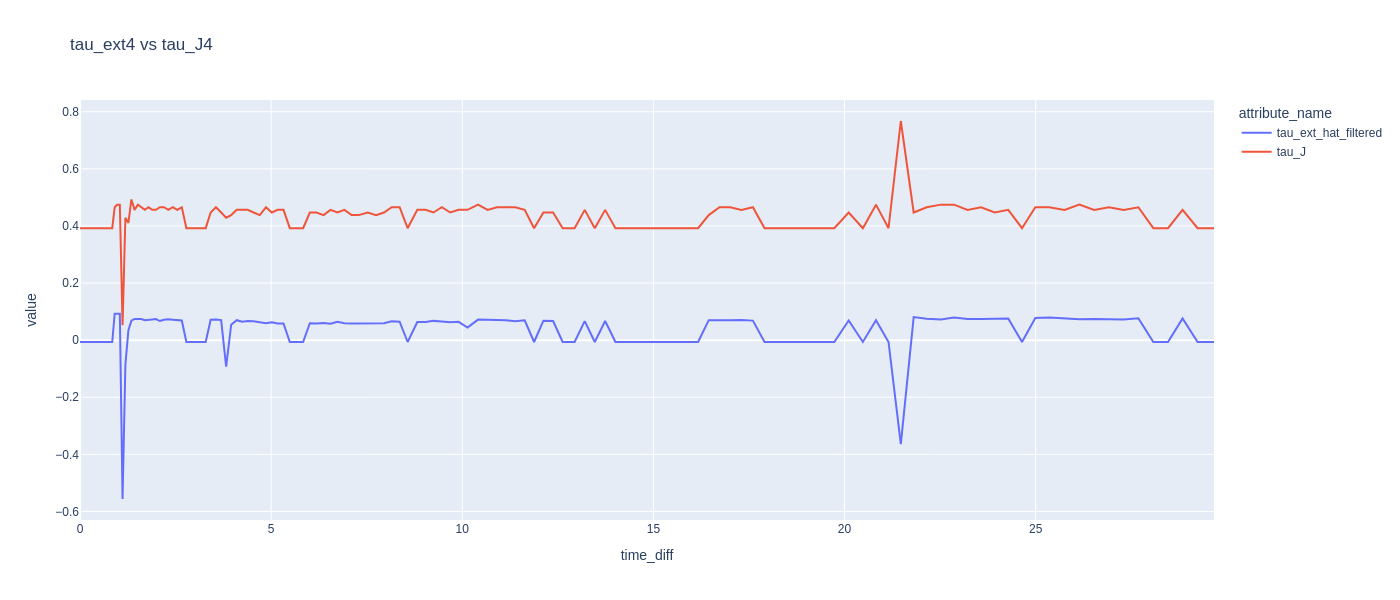 tau_ext4 vs tau_J4
0.8
0.6
0.4
0.2
0
−0.2
−0.4
−0.6
value
0 5 10 15 20 25
time_diff
attribute_name
tau_ext_hat_filtered
tau_J